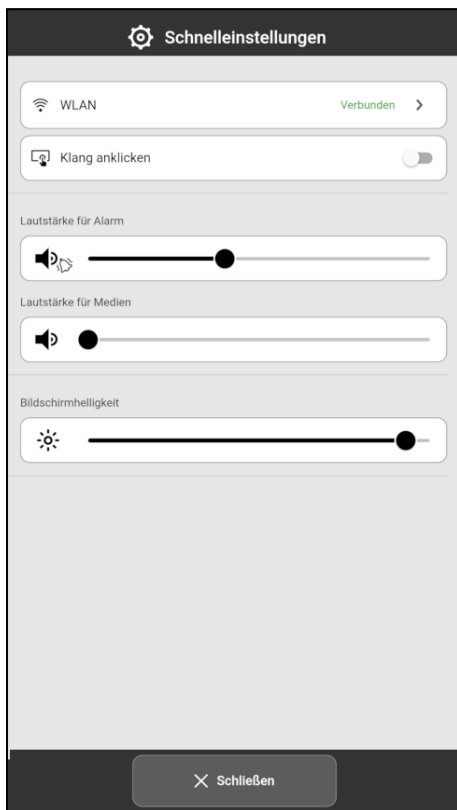 Schnelleinstellungen
WLAN Verbunden
Klang anklicken
Lautstärke für Alarm
Lautstärke für Medien
Bildschirmhelligkeit
Schließen